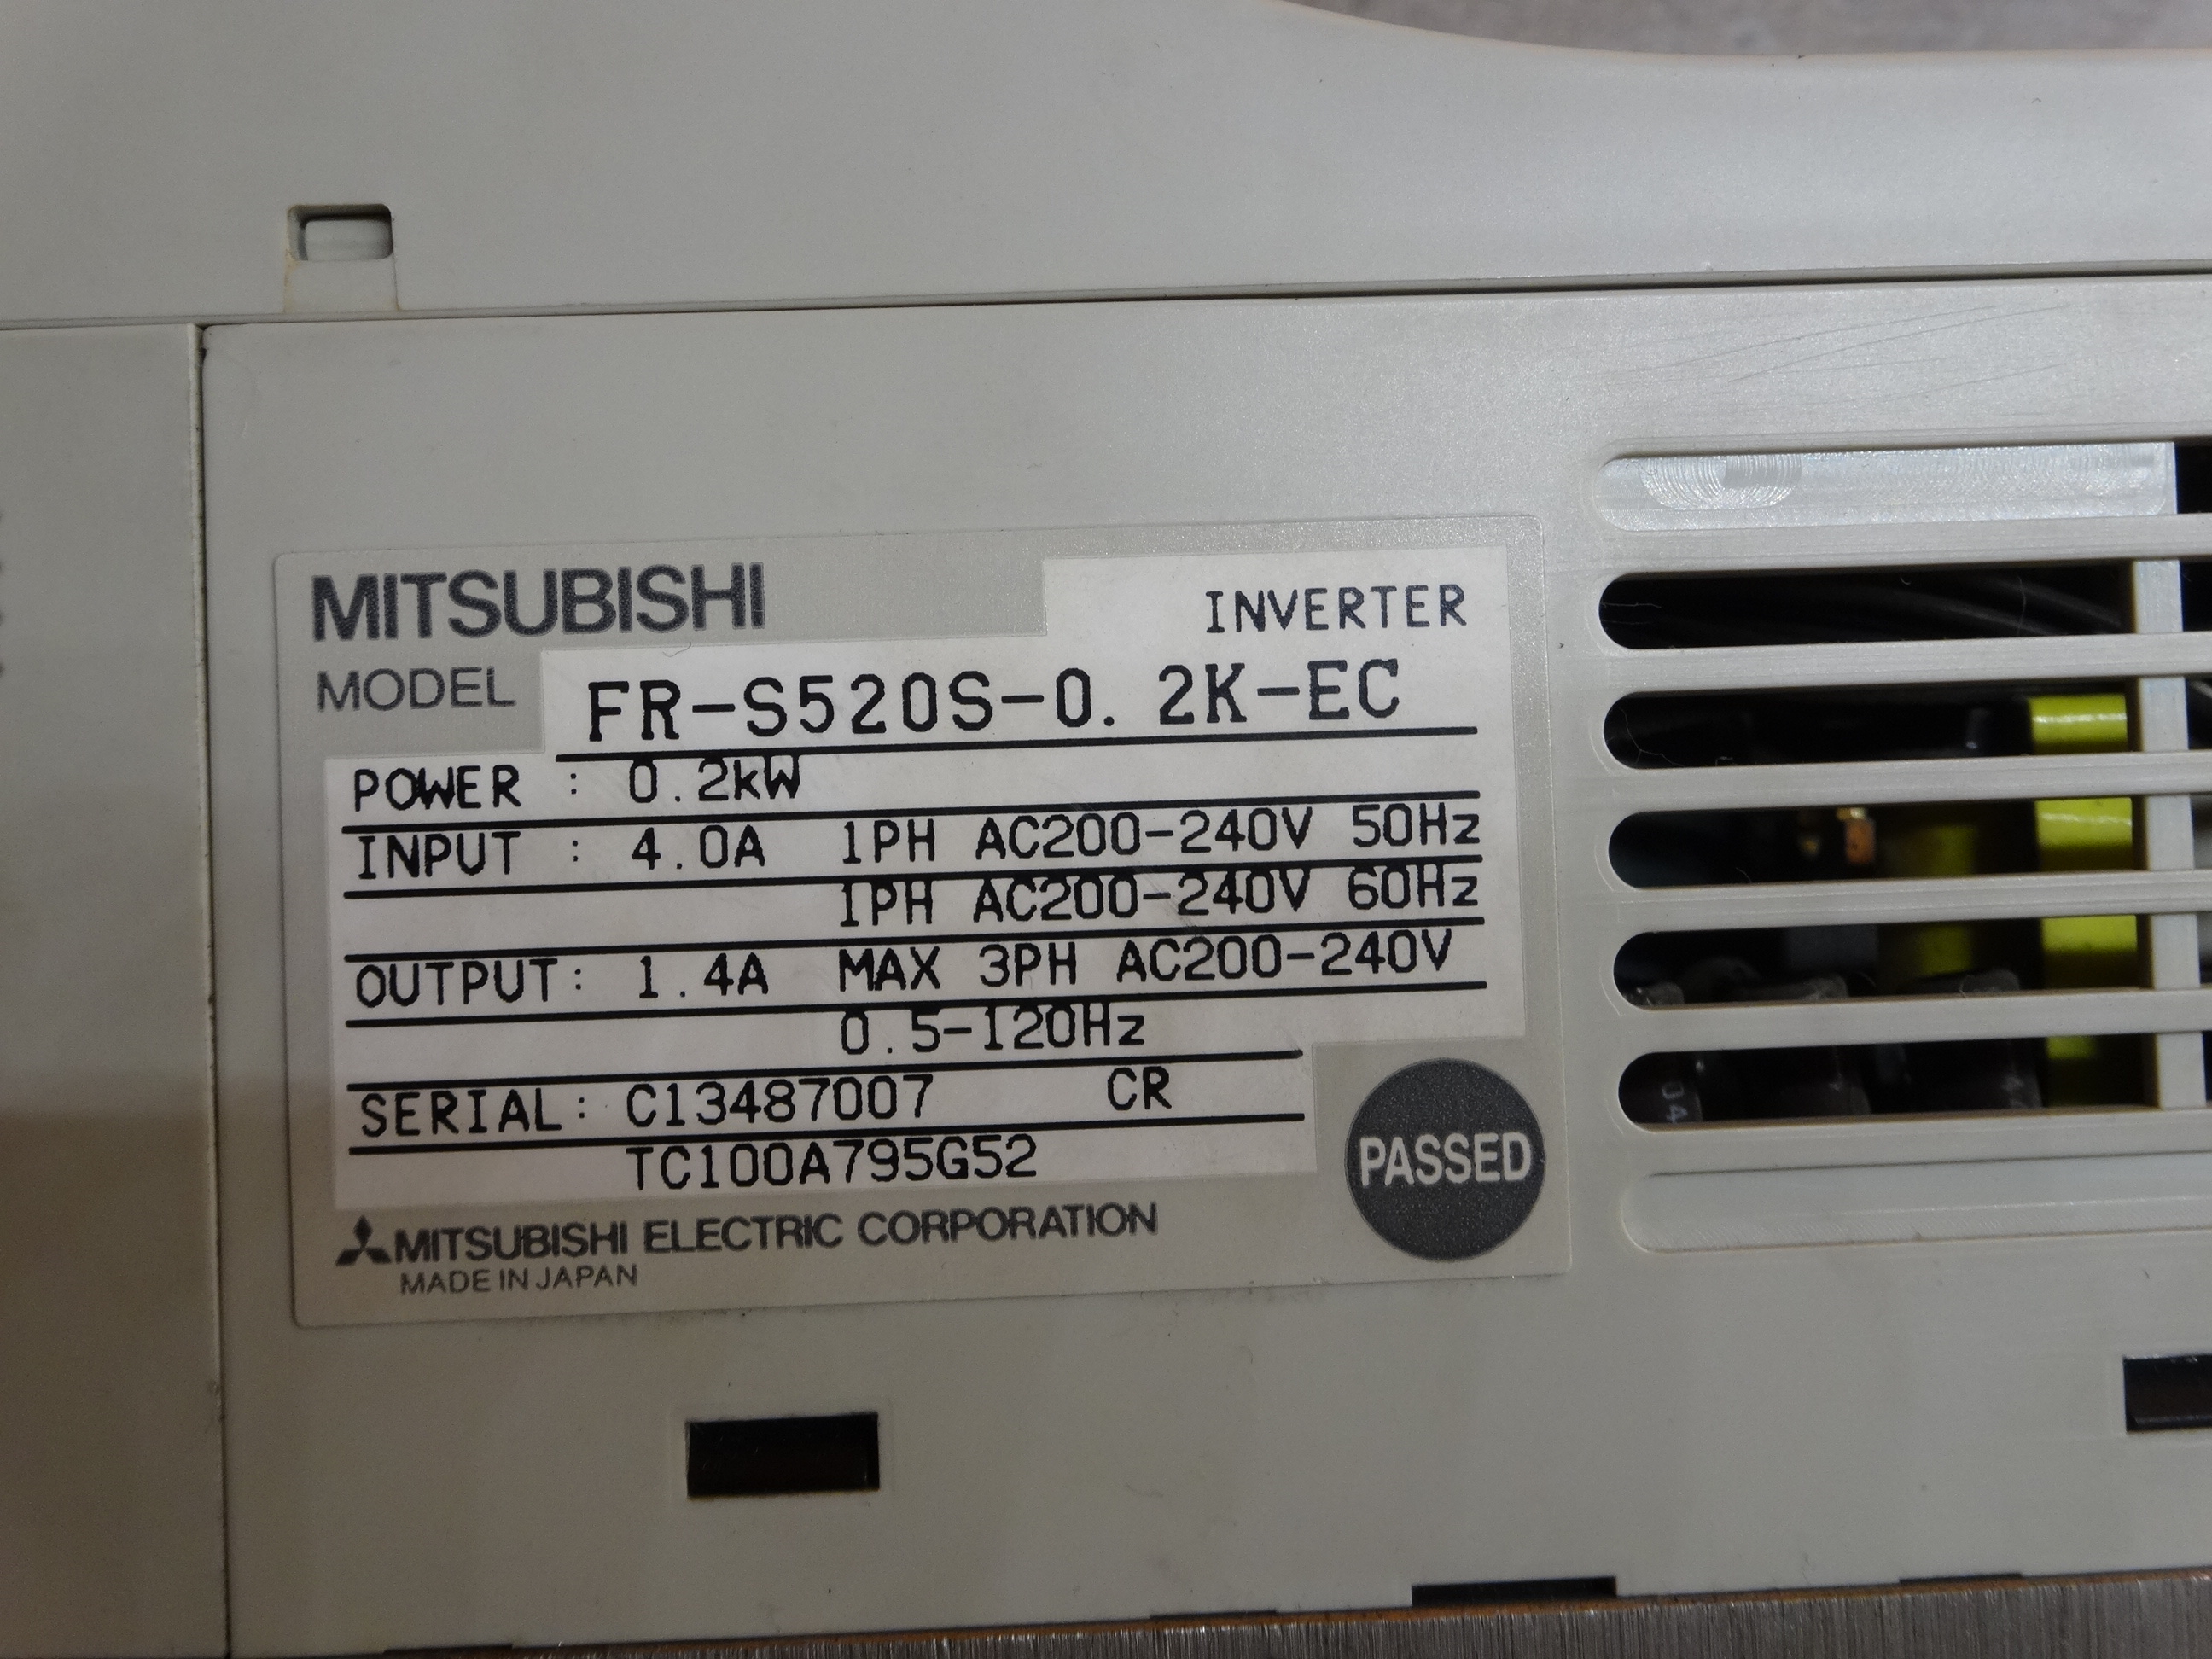 MITSUBISHI
INVERTER
MODEL FR-S520S-0.2K-EC
POWER : 0.2kW
INPUT : 4.0A 1PH AC200-240V 50Hz
1PH AC200-240V 60Hz
OUTPUT: 1.4A MAX 3PH AC200-240V
0.5-120Hz
SERIAL: C13487007 CR
TC100A795G52
PASSED
MITSUBISHI ELECTRIC CORPORATION
MADE IN JAPAN